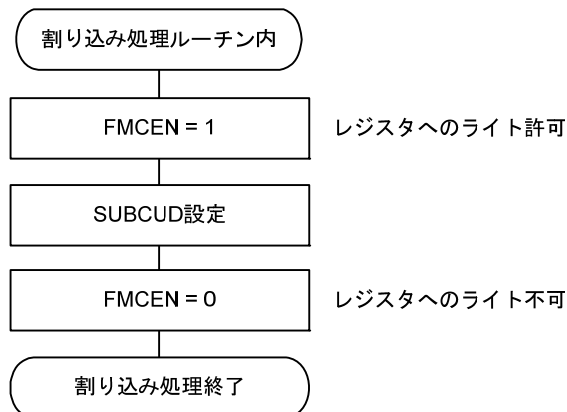 割り込み処理ルーチン内
FMCEN = 1
レジスタへのライト許可
SUBCUD設定
FMCEN = 0
レジスタへのライト不可
割り込み処理終了